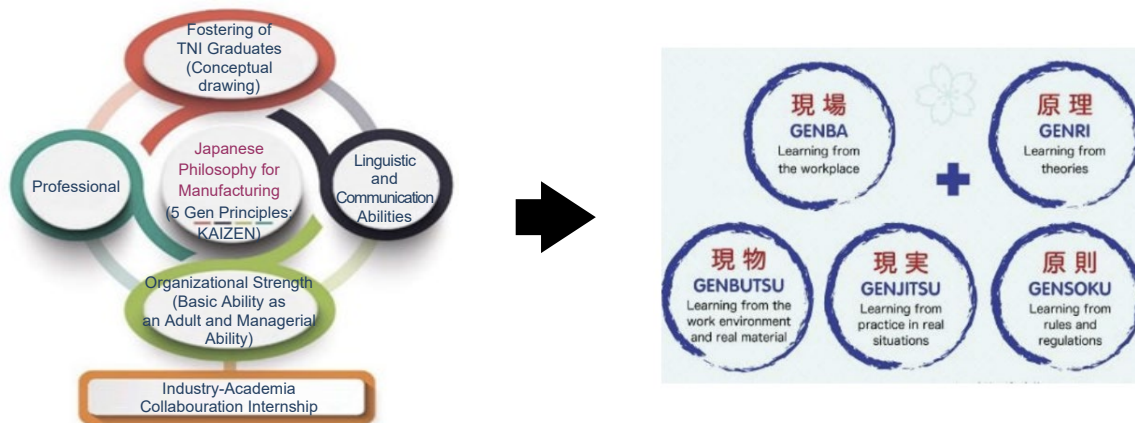 Fostering of
TNI Graduates
(Conceptual
drawing)
Professional
Japanese
Philosophy for
Manufacturing
(5 Gen Principles:
KAIZEN)
Linguistic
and
Communication
Abilities
Organizational Strength
(Basic Ability as
an Adult and Managerial
Ability)
Industry-Academia
Collabouration Internship
現場
GENBA
Learning from
the workplace
原理
GENRI
Learning from
theories
現物
GENBUTSU
Learning from the
work environment
and real material
現実
GENJITSU
Learning from
practice in real
situations
原則
GENSOKU
Learning from
rules and
regulations